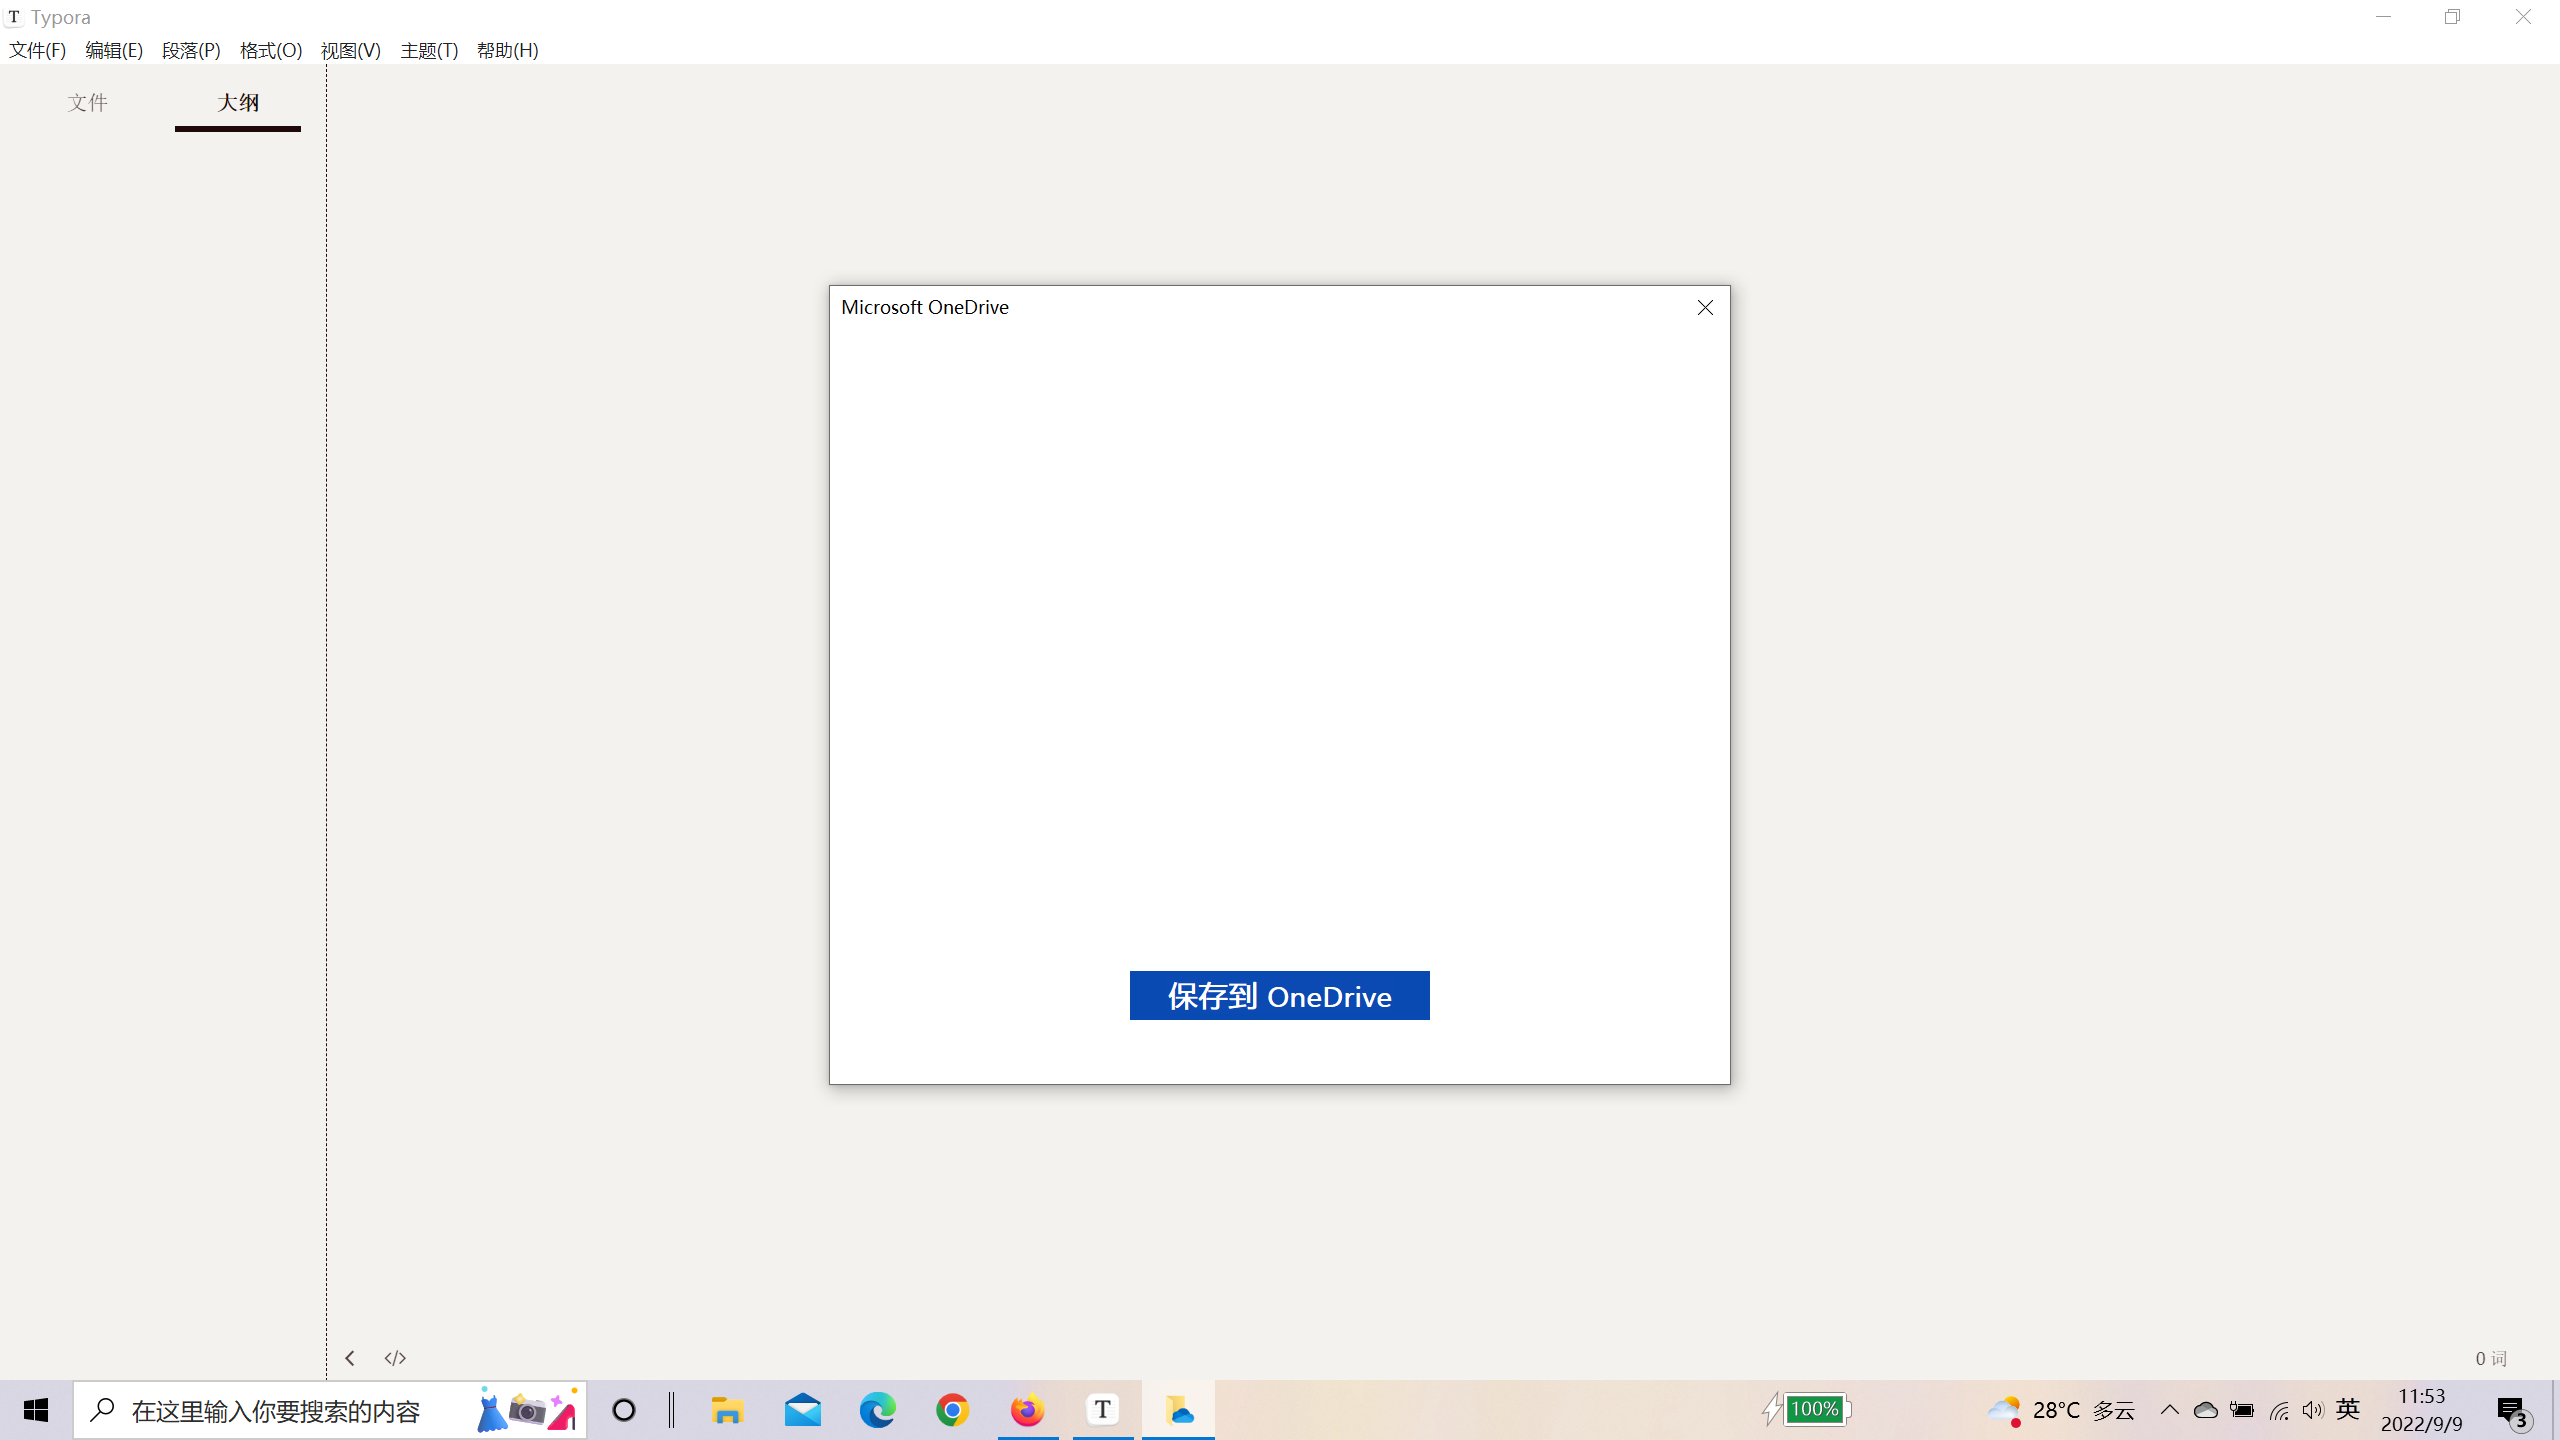 T Typora
文件(F) 编辑(E) 段落(P) 格式(O) 视图(V) 主题(T) 帮助(H)
文件 大纲
Microsoft OneDrive
保存到 OneDrive
</>
0 词
在这里输入你要搜索的内容
T
100%
28°C 多云
英
11:53
2022/9/9
3